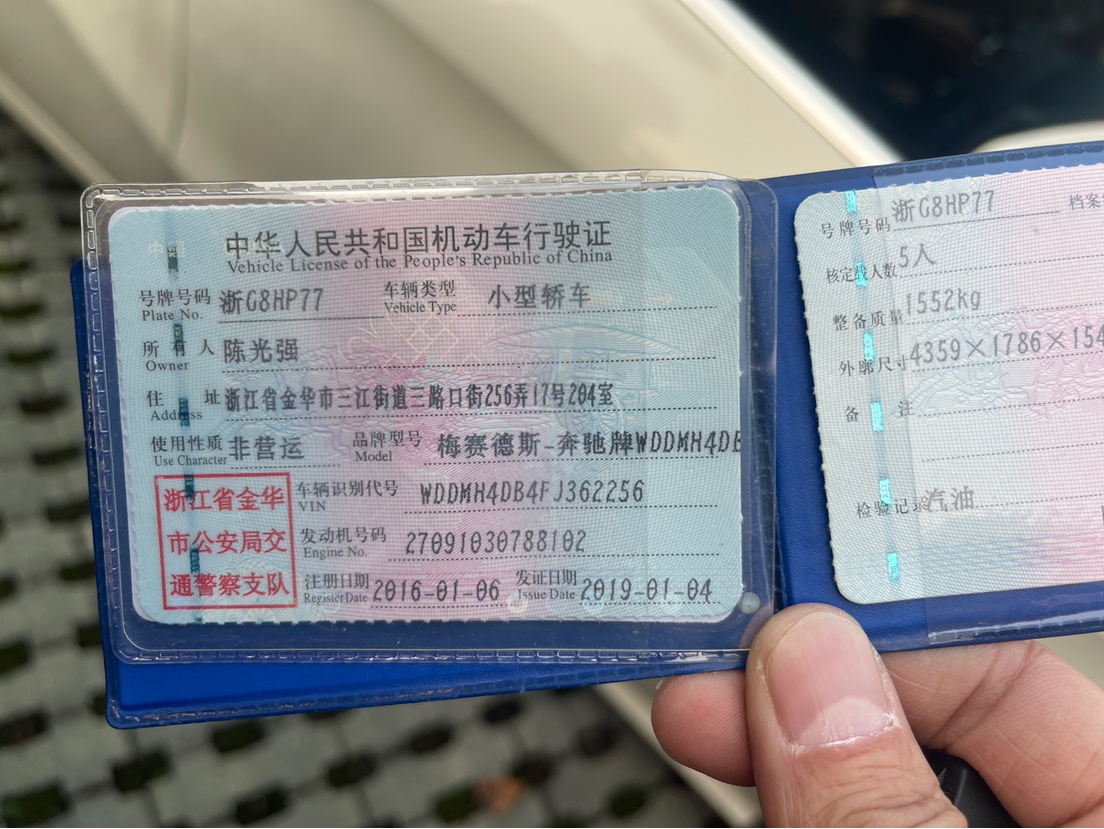 中华人民共和国机动车行驶证
Vehicle License of the People's Republic of China
号牌号码 浙G8HP77 车辆类型 小型轿车
Plate No. Vehicle Type
所有人 陈光强
Owner
住址 浙江省金华市三江街道三路口街256弄17号204室
Address
使用性质 非营运 品牌型号 梅赛德斯-奔驰牌WDDMH4DB
Use Character Model
浙江省金华
市公安局交
通警察支队
车辆识别代号 WDDMH4DB4FJ362256
VIN
发动机号码 27091030788102
Engine No.
注册日期 2016-01-06 发证日期 2019-01-04
Register Date Issue Date
号牌号码 浙G8HP77 档案
核定载人数 5人
整备质量 1552kg
外廓尺寸 4359×1786×154
备注
检验记录 汽油